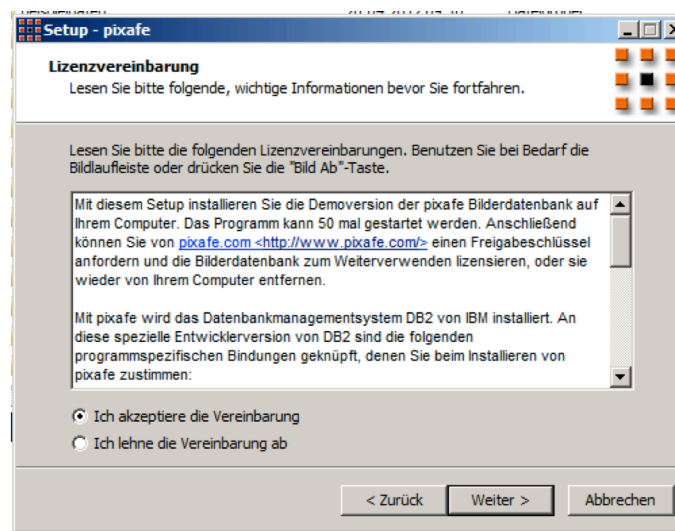 Setup - pixafe
Lizenzvereinbarung
Lesen Sie bitte folgende, wichtige Informationen bevor Sie fortfahren.
Lesen Sie bitte die folgenden Lizenzvereinbarungen. Benutzen Sie bei Bedarf die
Bildlaufleiste oder drücken Sie die "Bild Ab"-Taste.
Mit diesem Setup installieren Sie die Demoversion der pixafe Bilderdatenbank auf
Ihrem Computer. Das Programm kann 50 mal gestartet werden. Anschließend
können Sie von pixafe.com <http://www.pixafe.com/> einen Freigabeschlüssel
anfordern und die Bilderdatenbank zum Weiterverwenden lizensieren, oder sie
wieder von Ihrem Computer entfernen.
Mit pixafe wird das Datenbankmanagementsystem DB2 von IBM installiert. An
diese spezielle Entwicklerversion von DB2 sind die folgenden
programmspezifischen Bindungen geknüpft, denen Sie beim Installieren von
pixafe zustimmen:
Ich akzeptiere die Vereinbarung
Ich lehne die Vereinbarung ab
< Zurück Weiter > Abbrechen